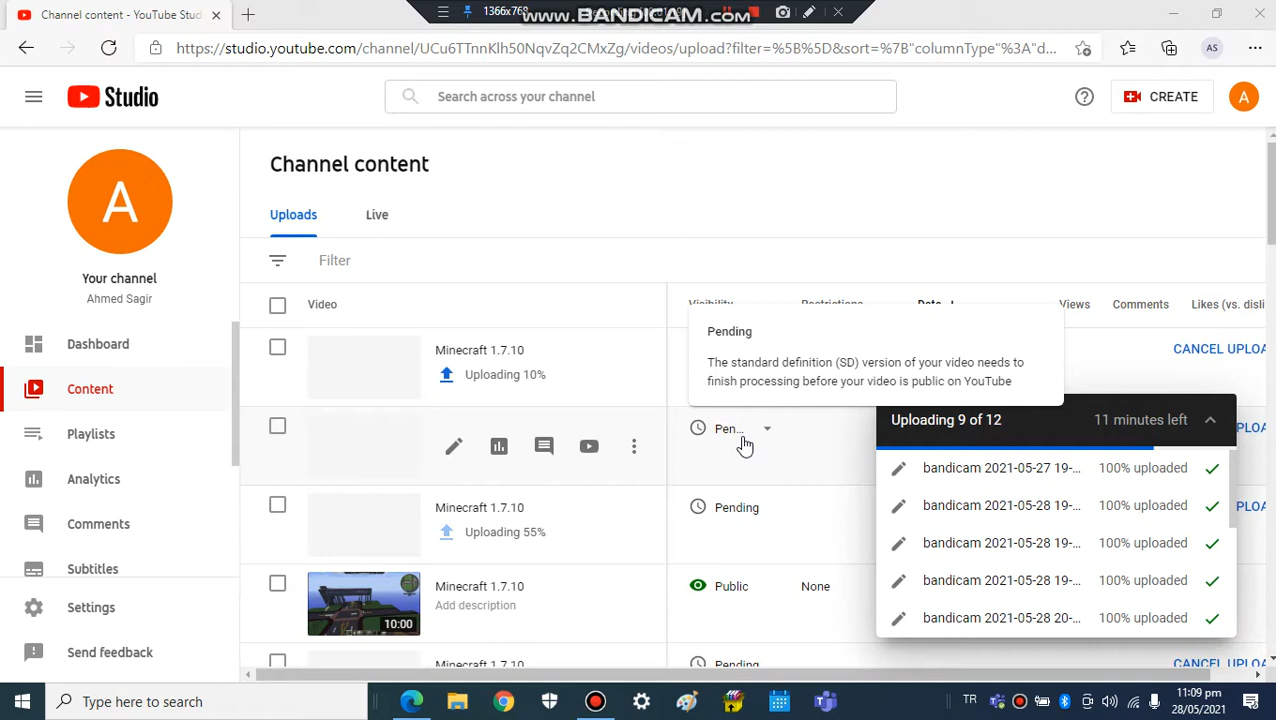 Channel content - YouTube Studi
1366x768
www.BANDICAM.com
https://studio.youtube.com/channel/UCu6TTnnKlh50NqvZq2CMxZg/videos/upload?filter=%5B%5D&sort=%7B"columnType"%3A"d...
AS
Studio
Search across your channel
CREATE
A
A
Your channel
Ahmed Sagir
Dashboard
Content
Playlists
Analytics
Comments
Subtitles
Settings
Send feedback
Channel content
Uploads
Live
Filter
Video
Visibility
Restrictions
Date
Views
Comments
Likes (vs. disli
Minecraft 1.7.10
Uploading 10%
CANCEL UPLOA
Pending
The standard definition (SD) version of your video needs to
finish processing before your video is public on YouTube
Pen...
PLOA
Minecraft 1.7.10
Uploading 55%
Pending
PLOA
Minecraft 1.7.10
Add description
10:00
Public
None
Minecraft 1.7.10
Pending
CANCEL UPLOA
Uploading 9 of 12
11 minutes left
bandicam 2021-05-27 19-...
100% uploaded
bandicam 2021-05-28 19-...
100% uploaded
bandicam 2021-05-28 19-...
100% uploaded
bandicam 2021-05-28 19-...
100% uploaded
bandicam 2021-05-28 20-...
100% uploaded
Type here to search
TR
11:09 pm
28/05/2021